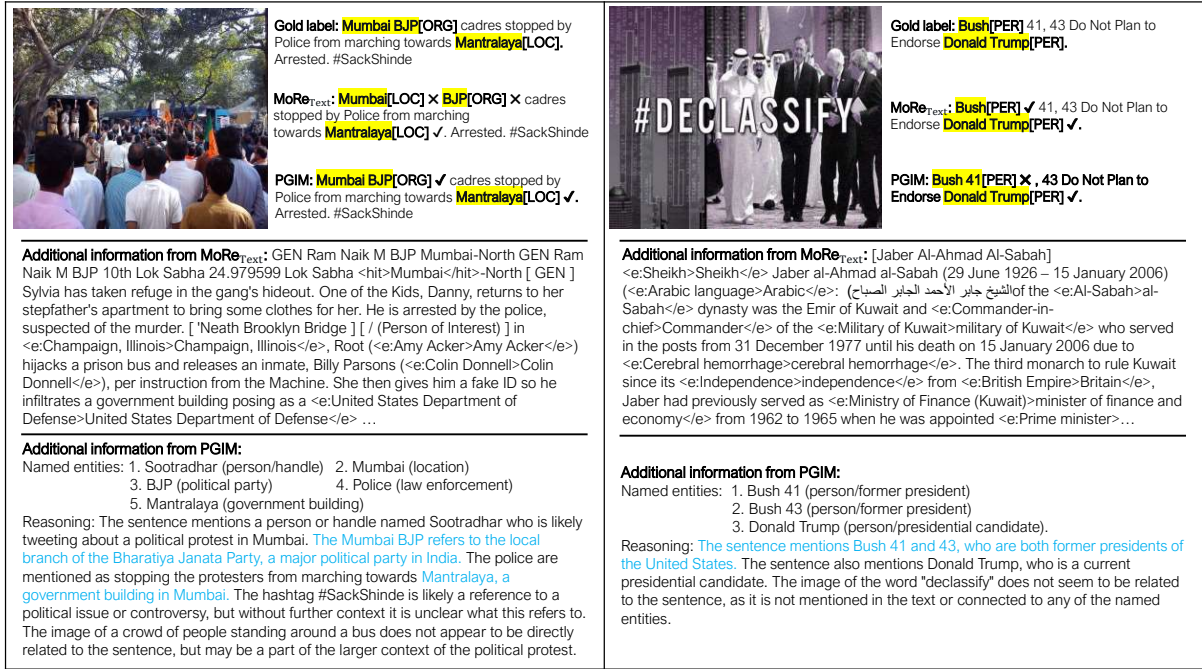 Gold label: Mumbai BJP[ORG] cadres stopped by
Police from marching towards Mantralaya[LOC].
Arrested. #SackShinde
MoRe_Text: Mumbai[LOC] ✕ BJP[ORG] ✕ cadres
stopped by Police from marching
towards Mantralaya[LOC] ✔. Arrested. #SackShinde
PGIM: Mumbai BJP[ORG] ✔ cadres stopped by
Police from marching towards Mantralaya[LOC] ✔.
Arrested. #SackShinde
Additional information from MoRe_Text: GEN Ram Naik M BJP Mumbai-North GEN Ram
Naik M BJP 10th Lok Sabha 24.979599 Lok Sabha <hit>Mumbai</hit>-North [ GEN ]
Sylvia has taken refuge in the gang's hideout. One of the Kids, Danny, returns to her
stepfather's apartment to bring some clothes for her. He is arrested by the police,
suspected of the murder. [ 'Neath Brooklyn Bridge ] [ / (Person of Interest) ] in
<e:Champaign, Illinois>Champaign, Illinois</e>, Root (<e:Amy Acker>Amy Acker</e>)
hijacks a prison bus and releases an inmate, Billy Parsons (<e:Colin Donnell>Colin
Donnell</e>), per instruction from the Machine. She then gives him a fake ID so he
infiltrates a government building posing as a <e:United States Department of
Defense>United States Department of Defense</e> …
Additional information from PGIM:
Named entities: 1. Sootradhar (person/handle) 2. Mumbai (location)
3. BJP (political party) 4. Police (law enforcement)
5. Mantralaya (government building)
Reasoning: The sentence mentions a person or handle named Sootradhar who is likely
tweeting about a political protest in Mumbai. The Mumbai BJP refers to the local
branch of the Bharatiya Janata Party, a major political party in India. The police are
mentioned as stopping the protesters from marching towards Mantralaya, a
government building in Mumbai. The hashtag #SackShinde is likely a reference to a
political issue or controversy, but without further context it is unclear what this refers to.
The image of a crowd of people standing around a bus does not appear to be directly
related to the sentence, but may be a part of the larger context of the political protest.
#DECLASSIFY
Gold label: Bush[PER] 41, 43 Do Not Plan to
Endorse Donald Trump[PER].
MoRe_Text: Bush[PER] ✔ 41, 43 Do Not Plan to
Endorse Donald Trump[PER] ✔.
PGIM: Bush 41[PER] ✕ , 43 Do Not Plan to
Endorse Donald Trump[PER] ✔.
Additional information from MoRe_Text: [Jaber Al-Ahmad Al-Sabah]
<e:Sheikh>Sheikh</e> Jaber al-Ahmad al-Sabah (29 June 1926 – 15 January 2006)
(<e:Arabic language>Arabic</e>: الشيخ جابر الأحمد الجابر الصباح) of the <e:Al-Sabah>al-
Sabah</e> dynasty was the Emir of Kuwait and <e:Commander-in-
chief>Commander</e> of the <e:Military of Kuwait>military of Kuwait</e> who served
in the posts from 31 December 1977 until his death on 15 January 2006 due to
<e:Cerebral hemorrhage>cerebral hemorrhage</e>. The third monarch to rule Kuwait
since its <e:Independence>independence</e> from <e:British Empire>Britain</e>,
Jaber had previously served as <e:Ministry of Finance (Kuwait)>minister of finance and
economy</e> from 1962 to 1965 when he was appointed <e:Prime minister>…
Additional information from PGIM:
Named entities: 1. Bush 41 (person/former president)
2. Bush 43 (person/former president)
3. Donald Trump (person/presidential candidate).
Reasoning: The sentence mentions Bush 41 and 43, who are both former presidents of
the United States. The sentence also mentions Donald Trump, who is a current
presidential candidate. The image of the word "declassify" does not seem to be related
to the sentence, as it is not mentioned in the text or connected to any of the named
entities.